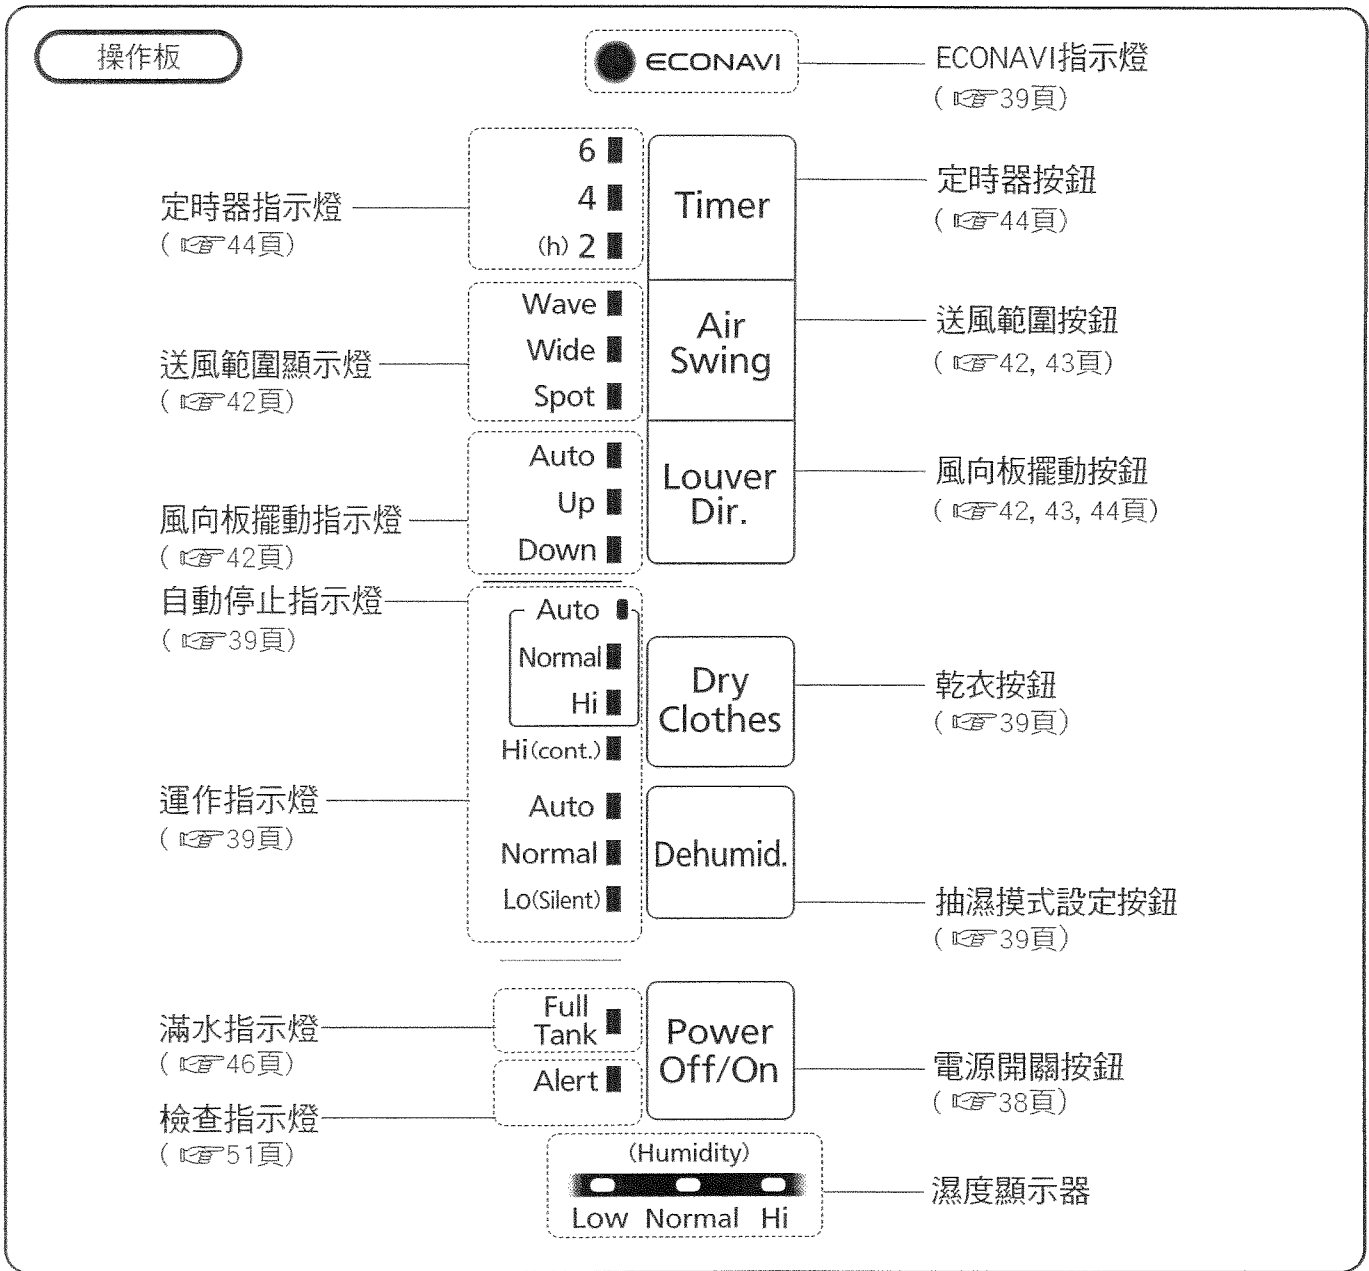 操作板
ECONAVI
ECONAVI指示燈
(☞39頁)
定時器指示燈
(☞44頁)
6
4
(h) 2
Timer
定時器按鈕
(☞44頁)
送風範圍顯示燈
(☞42頁)
Wave
Wide
Spot
Air
Swing
送風範圍按鈕
(☞42, 43頁)
風向板擺動指示燈
(☞42頁)
Auto
Up
Down
Louver
Dir.
風向板擺動按鈕
(☞42, 43, 44頁)
自動停止指示燈
(☞39頁)
Auto
Normal
Hi
Hi(cont.)
Dry
Clothes
乾衣按鈕
(☞39頁)
運作指示燈
(☞39頁)
Auto
Normal
Lo(Silent)
Dehumid.
抽濕摸式設定按鈕
(☞39頁)
滿水指示燈
(☞46頁)
Full
Tank
檢查指示燈
(☞51頁)
Alert
Power
Off/On
電源開關按鈕
(☞38頁)
(Humidity)
Low Normal Hi
濕度顯示器